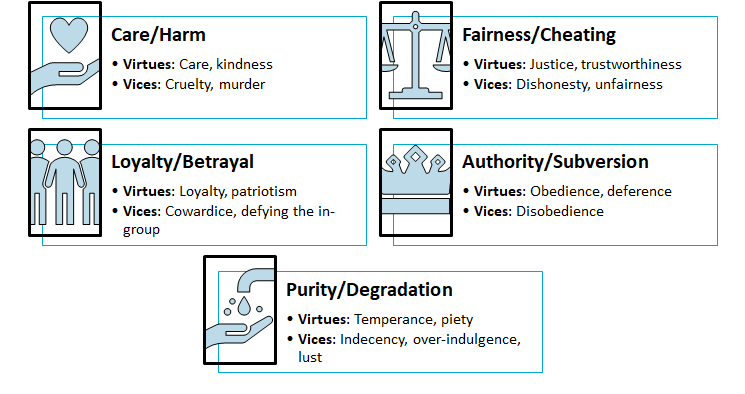 Care/Harm
• Virtues: Care, kindness
• Vices: Cruelty, murder
Fairness/Cheating
• Virtues: Justice, trustworthiness
• Vices: Dishonesty, unfairness
Loyalty/Betrayal
• Virtues: Loyalty, patriotism
• Vices: Cowardice, defying the in-
group
Authority/Subversion
• Virtues: Obedience, deference
• Vices: Disobedience
Purity/Degradation
• Virtues: Temperance, piety
• Vices: Indecency, over-indulgence,
lust